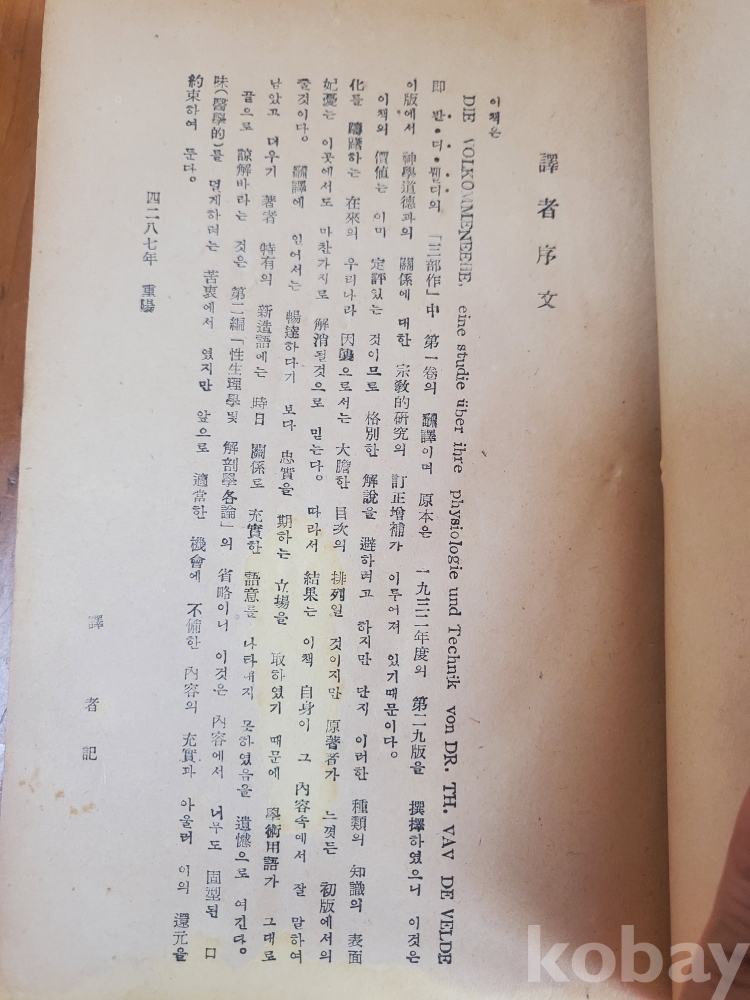 譯者序文
이책은
DIE VOLKOMMENEEHE, eine studie über ihre physiologie und Technik von DR. TH. VAV DE VELDE
即 반•더•벨더의 「三部作」中 第一卷의 飜譯이며 原本은 一九三二年度의 第二九版을 撰擇하였으니 이것은
이版에서 神學道德과의 關係에 대한 宗敎的硏究의 訂正增補가 이루어져 있기때문이다。
이책의 價値는 이미 定評있는 것이므로 格別한 解說을 避하려고 하지만 단지 이러한 種類의 知識의 表面
化를 躊躇하는 在來의 우리나라 因襲으로서는 大膽한 目次의 排列일 것이지만 原著者가 느꼇든 初版에서의
杞憂는 이곳에서도 마찬가지로 解消될것으로 믿는다。 따라서 結果는 이책 自身이 그 內容속에서 잘 말하여
줄것이다。 飜譯에 있어서는 暢達하다기 보다 忠實을 期하는 立場을 取하였기 때문에 學術用語가 그대로
남았고 더우기 著者 特有의 新造語에는 時日 關係로 充實한 語意를 나타내지 못하였음을 遺憾으로 여긴다。
끝으로 諒解바라는 것은 第二編「性生理學및 解剖學各論」의 省略이니 이것은 內容에서 너무도 固型된 口
味(醫學的)를 덜게하려는 苦衷에서 였지만 앞으로 適當한 機會에 不備한 內容의 充實과 아울러 이의 還元을
約束하여 둔다。
四二八七年 重陽
譯者記
kobay